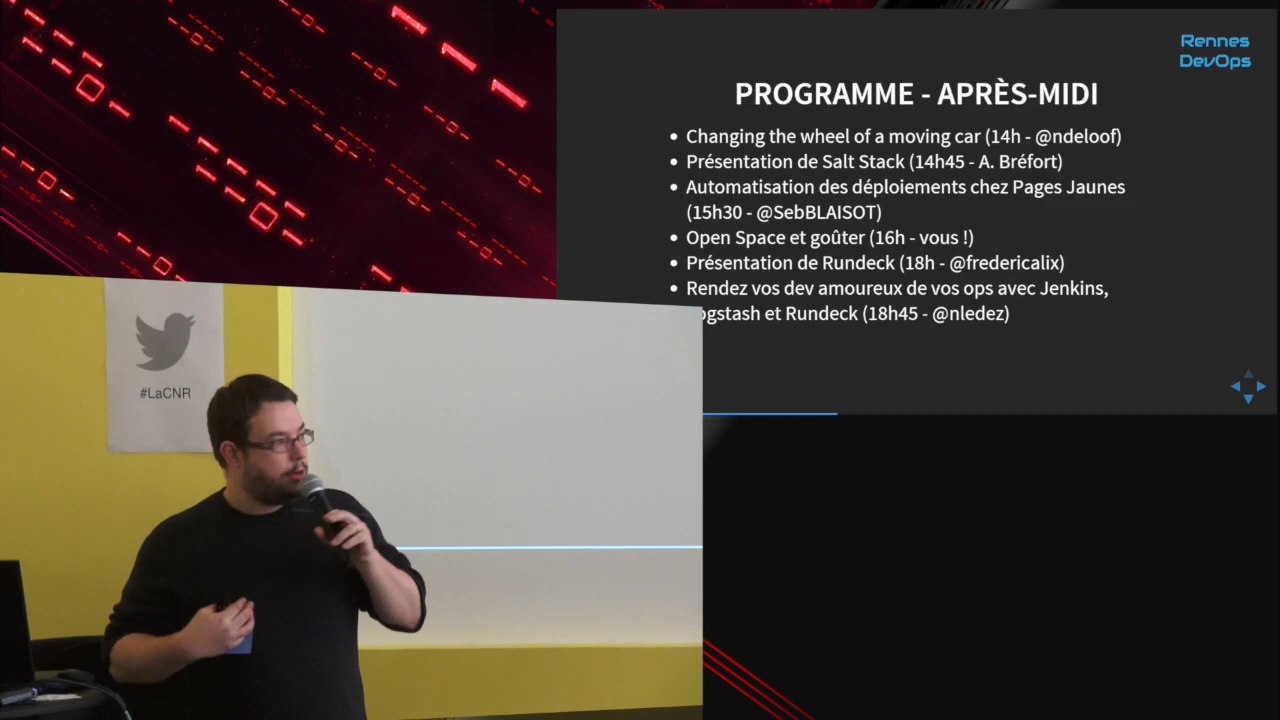 Rennes
DevOps
PROGRAMME - APRÈS-MIDI
Changing the wheel of a moving car (14h - @ndeloof)
Présentation de Salt Stack (14h45 - A. Bréfort)
Automatisation des déploiements chez Pages Jaunes
(15h30 - @SebBLAISOT)
Open Space et goûter (16h - vous !)
Présentation de Rundeck (18h - @fredericalix)
Rendez vos dev amoureux de vos ops avec Jenkins,
et Rundeck (18h45 - @nledez)
#LaCNR